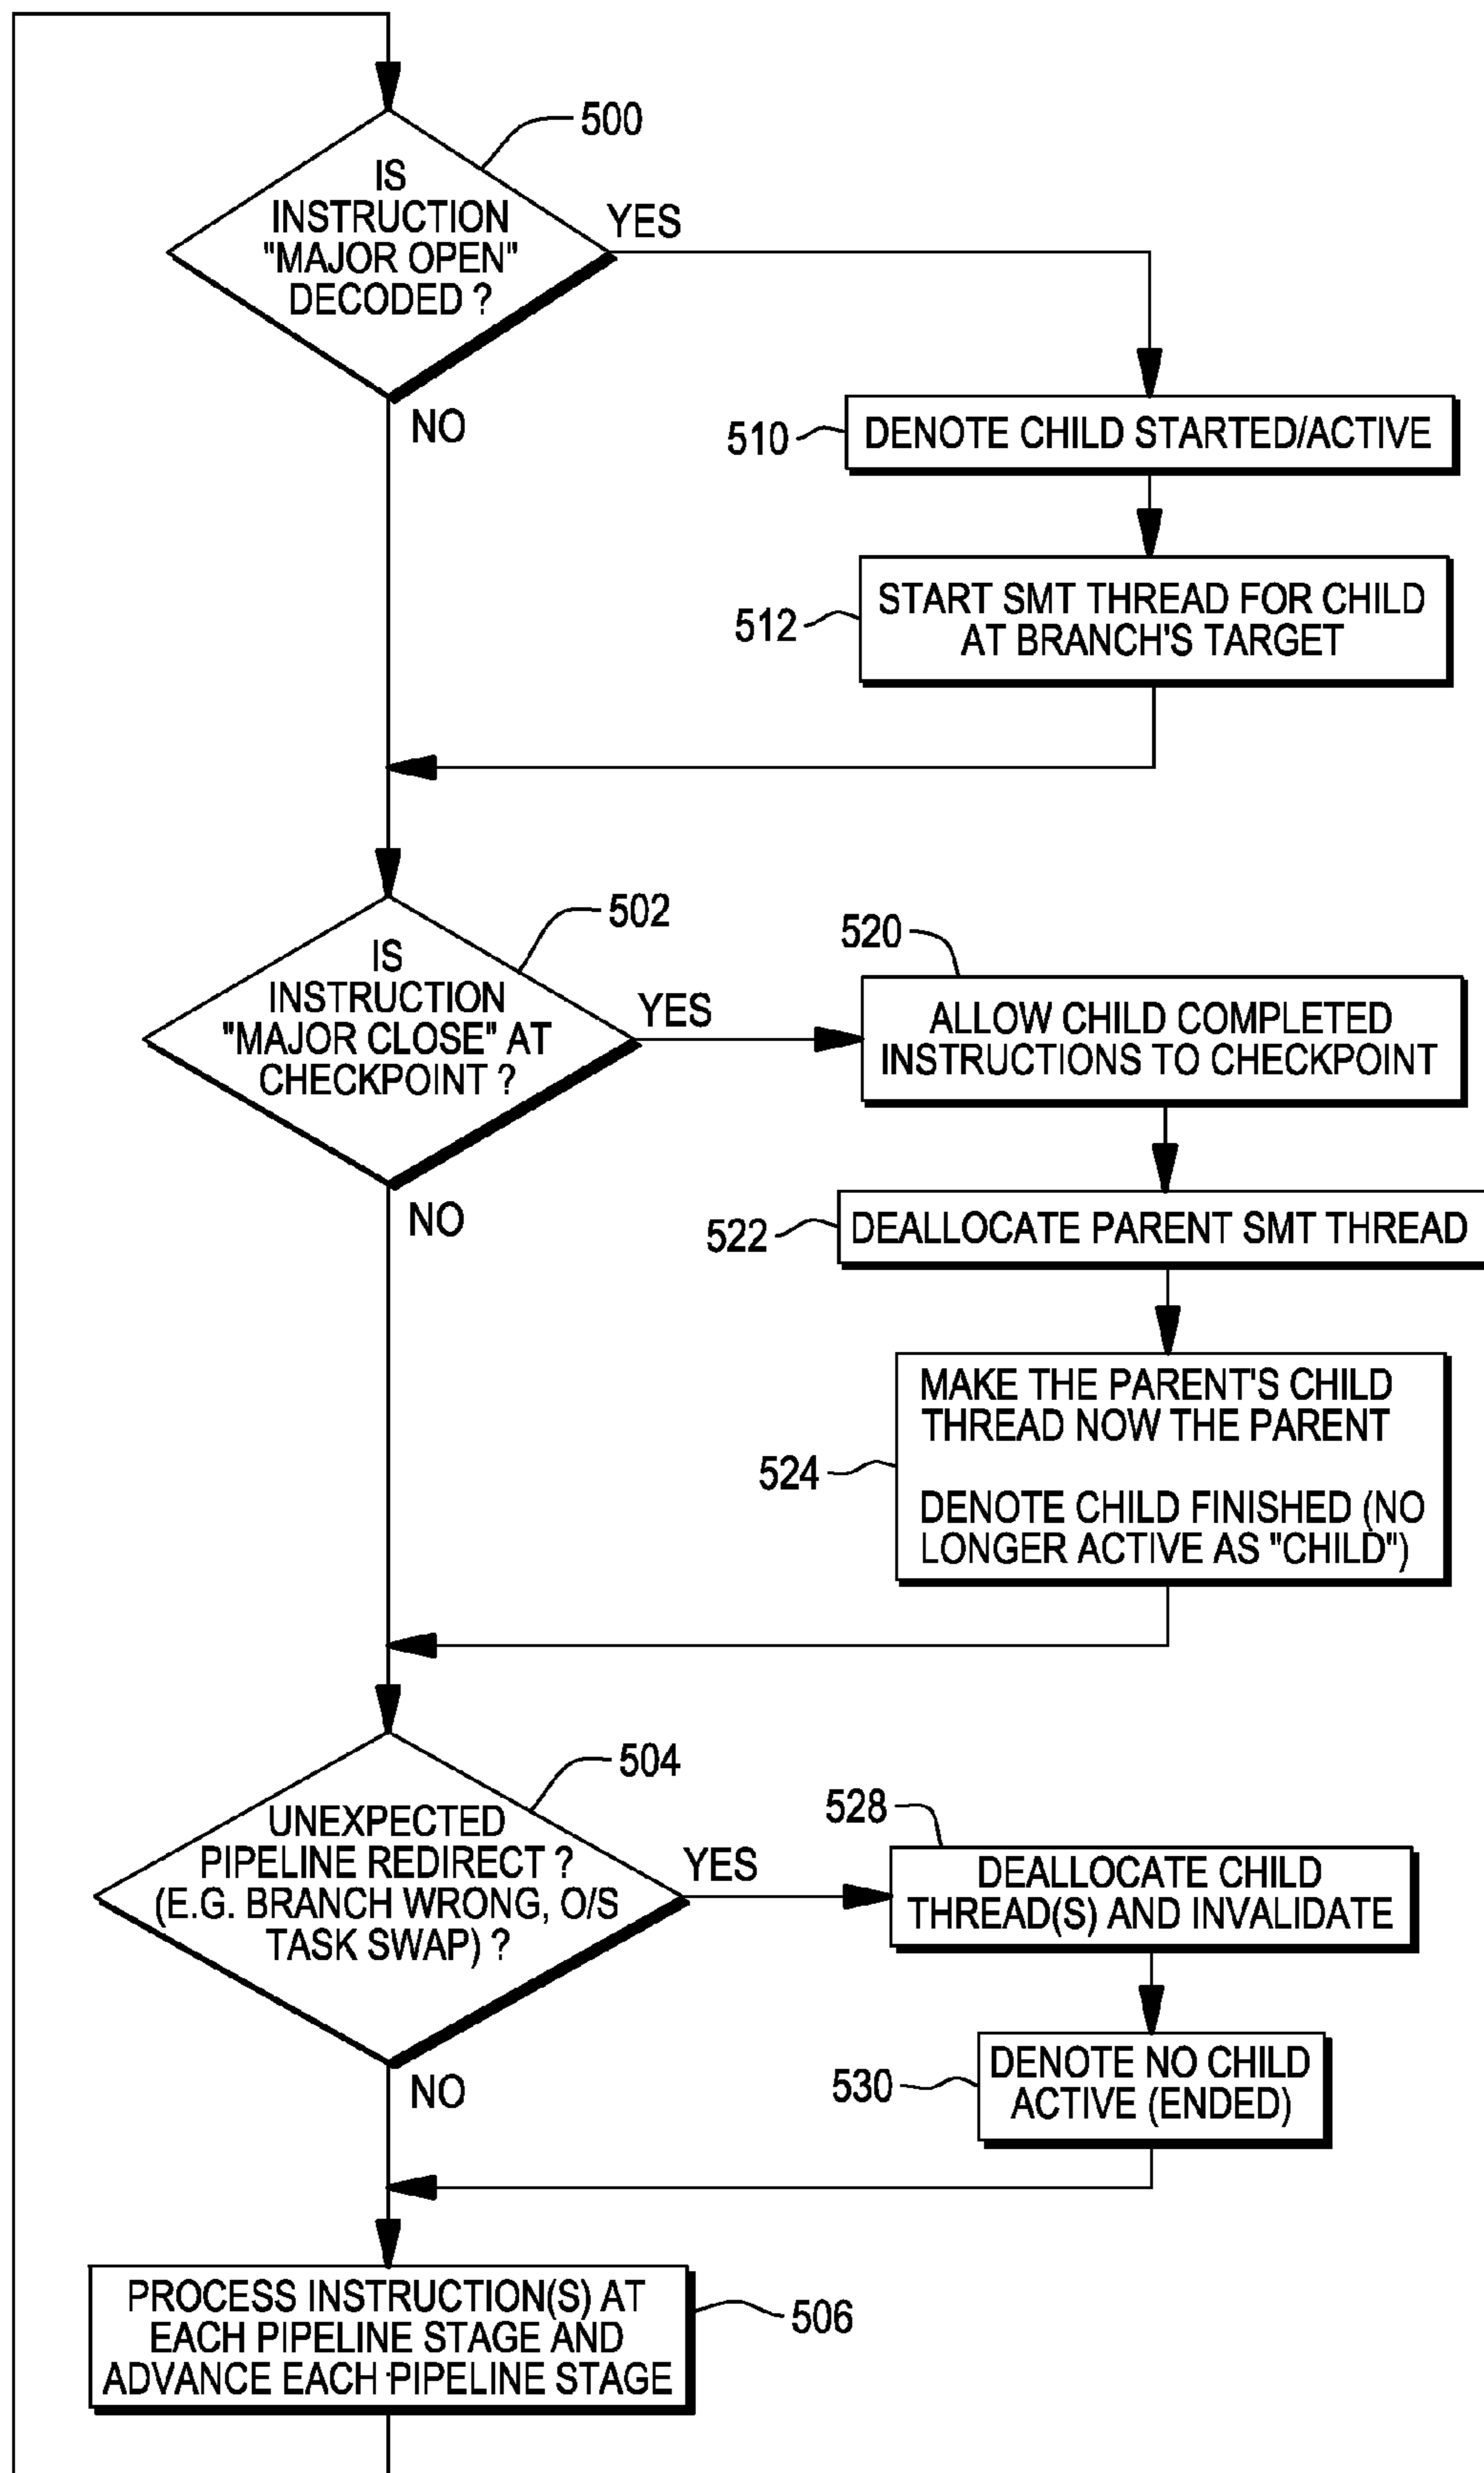 500
IS
INSTRUCTION
"MAJOR OPEN"
DECODED ?
YES
NO
510
DENOTE CHILD STARTED/ACTIVE
512
START SMT THREAD FOR CHILD
AT BRANCH'S TARGET
502
IS
INSTRUCTION
"MAJOR CLOSE" AT
CHECKPOINT ?
YES
NO
520
ALLOW CHILD COMPLETED
INSTRUCTIONS TO CHECKPOINT
522
DEALLOCATE PARENT SMT THREAD
524
MAKE THE PARENT'S CHILD
THREAD NOW THE PARENT
DENOTE CHILD FINISHED (NO
LONGER ACTIVE AS "CHILD")
504
UNEXPECTED
PIPELINE REDIRECT ?
(E.G. BRANCH WRONG, O/S
TASK SWAP) ?
YES
NO
528
DEALLOCATE CHILD
THREAD(S) AND INVALIDATE
530
DENOTE NO CHILD
ACTIVE (ENDED)
PROCESS INSTRUCTION(S) AT
EACH PIPELINE STAGE AND
ADVANCE EACH PIPELINE STAGE
506